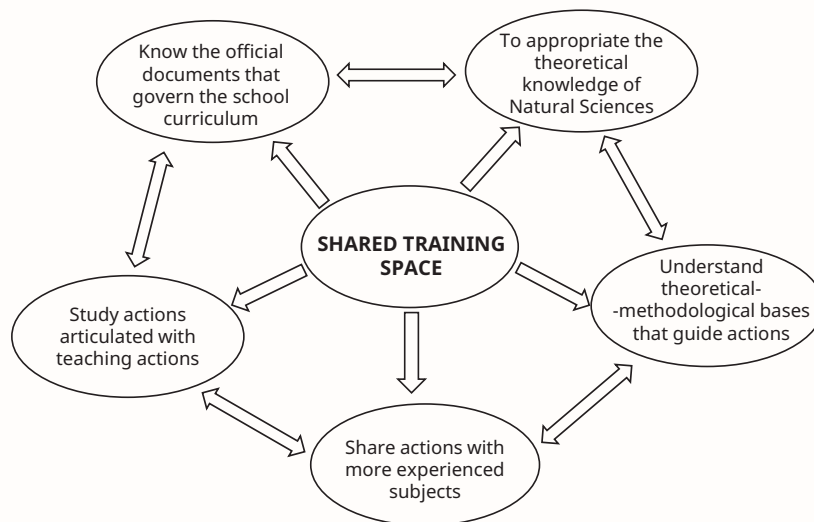 Know the official
documents that
govern the school
curriculum
To appropriate the
theoretical
knowledge of
Natural Sciences
SHARED TRAINING
SPACE
Understand
theoretical-
-methodological bases
that guide actions
Study actions
articulated with
teaching actions
Share actions with
more experienced
subjects